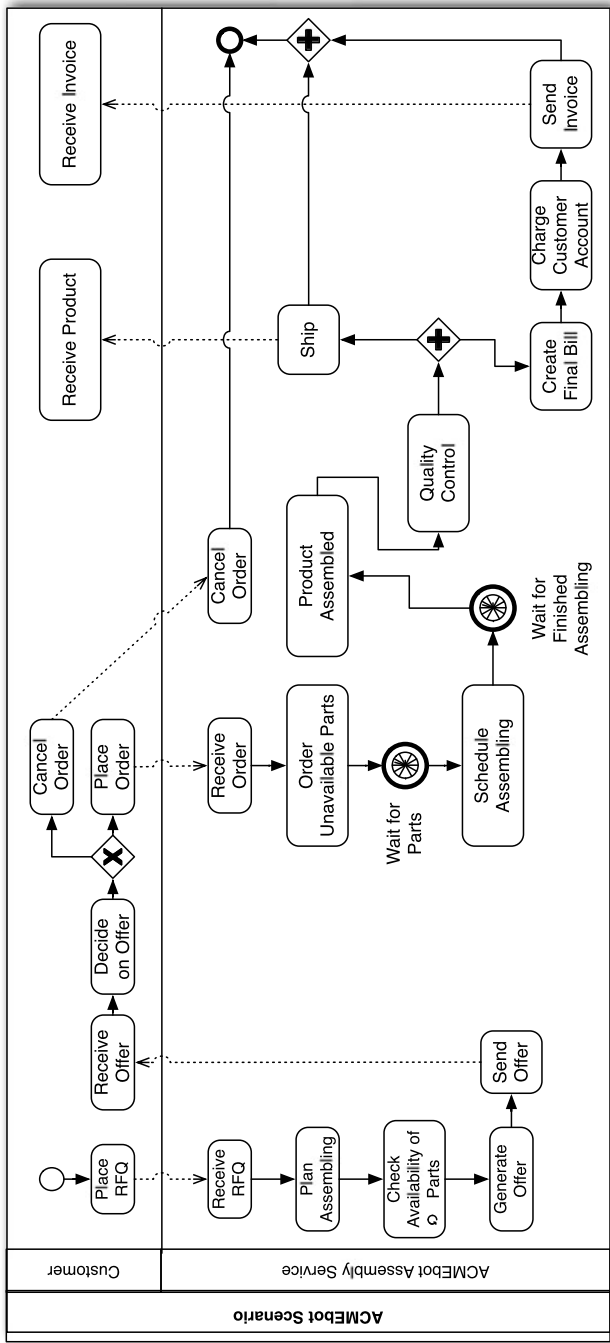 ACMEbot Scenario
Customer
ACMEbot Assembly Service
Place
RFQ
Receive
Offer
Decide
on Offer
Cancel
Order
Place
Order
Receive Product
Receive Invoice
Receive
RFQ
Plan
Assembling
Check
Availability of
Parts
Generate
Offer
Send
Offer
Receive
Order
Order
Unavailable Parts
Wait for
Parts
Schedule
Assembling
Wait for
Finished
Assembling
Cancel
Order
Product
Assembled
Quality
Control
Ship
Create
Final Bill
Charge
Customer
Account
Send
Invoice